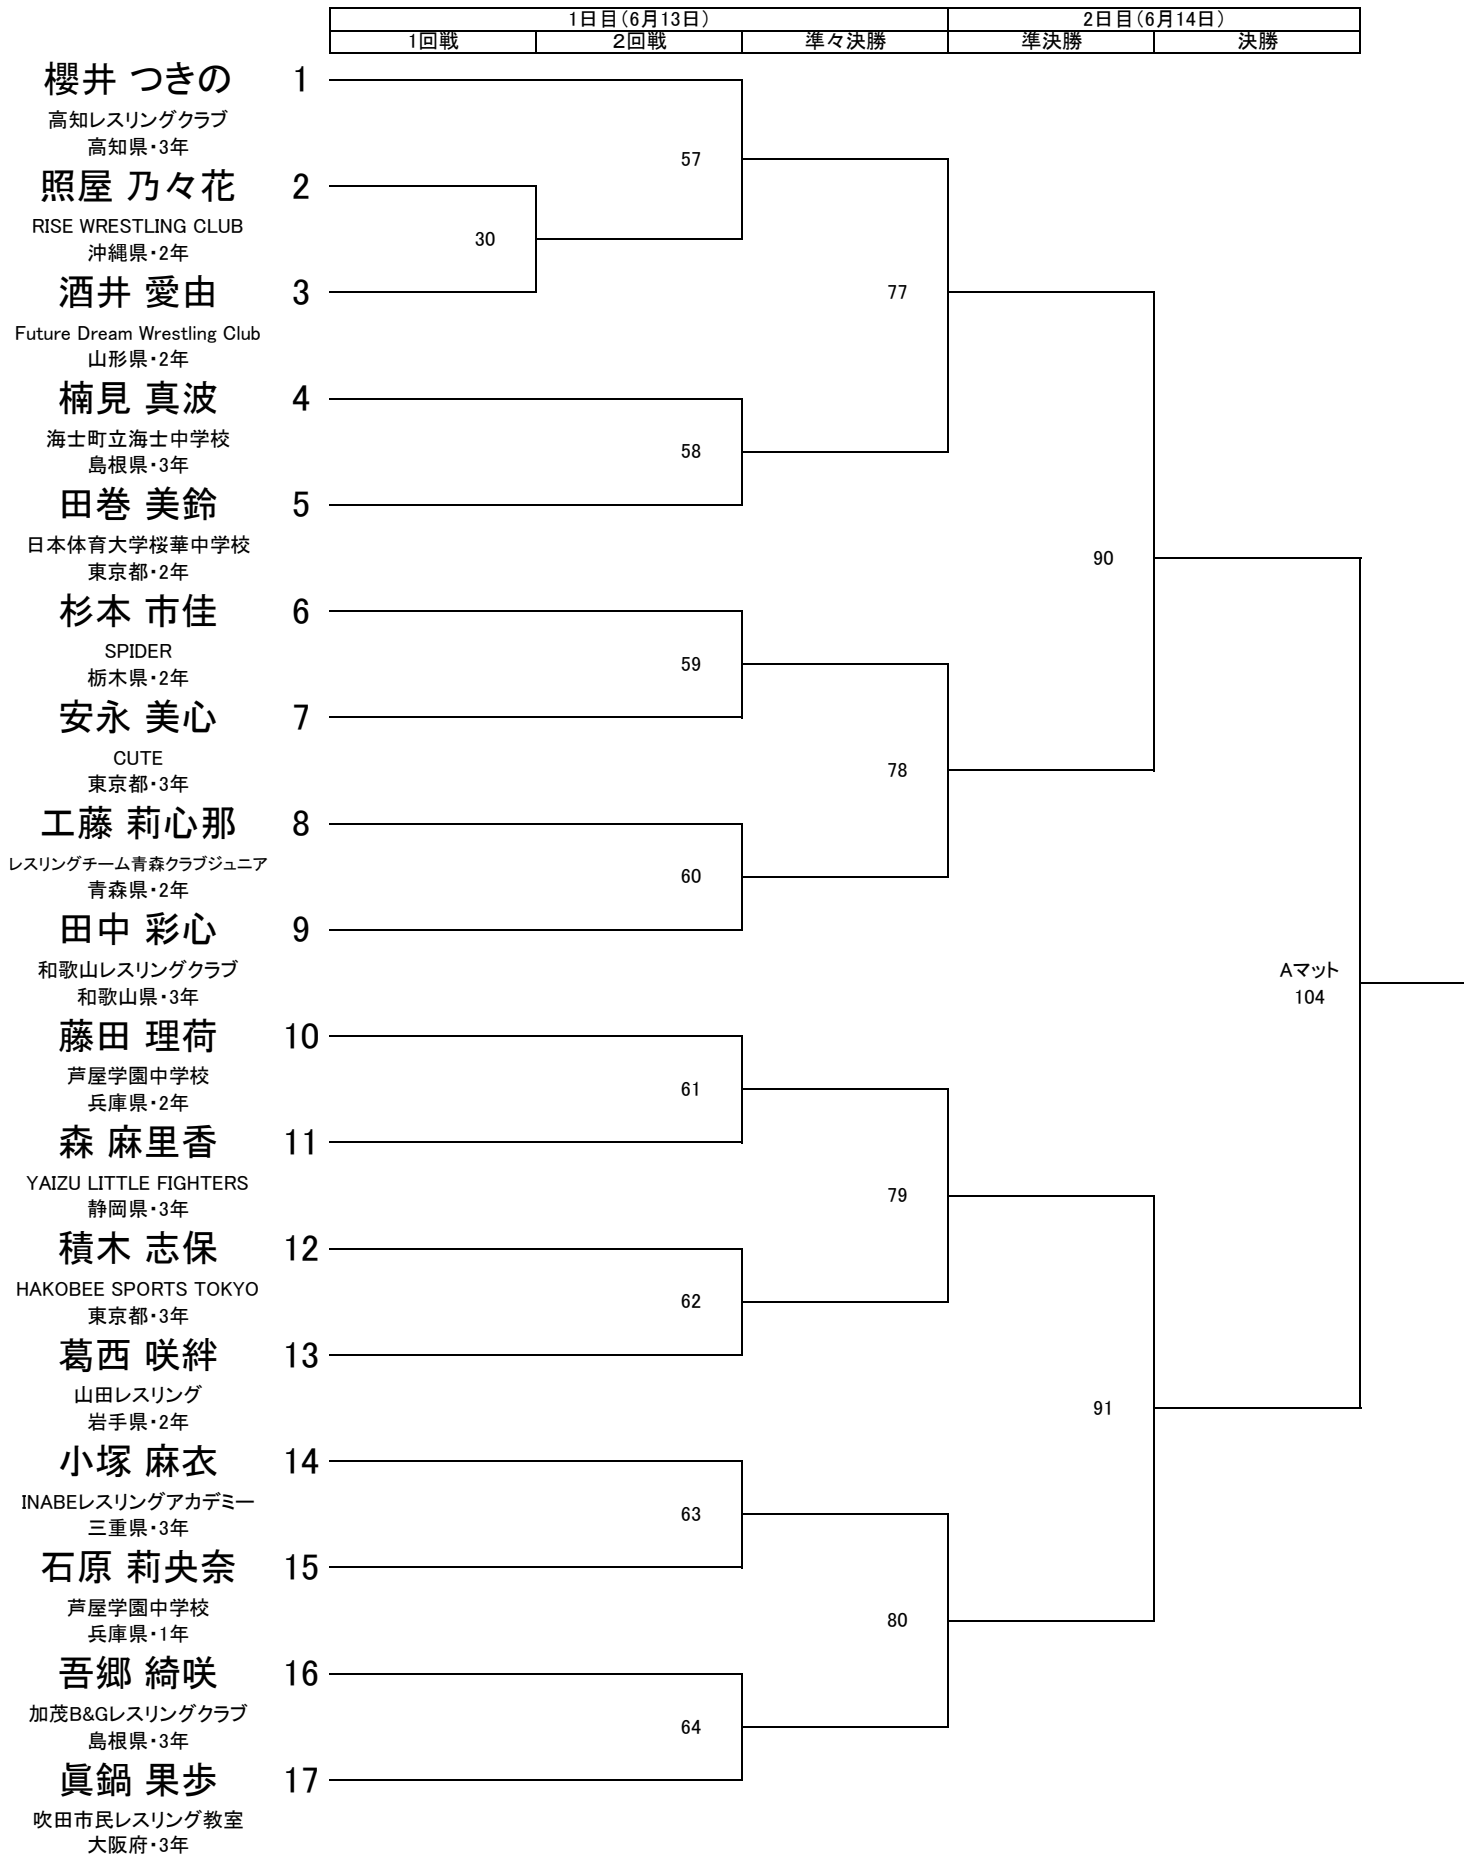 1日目(6月13日) 2日目(6月14日)
1回戦 2回戦 準々決勝 準決勝 決勝
櫻井 つきの 1
高知レスリングクラブ
高知県・3年
57
照屋 乃々花 2
RISE WRESTLING CLUB
沖縄県・2年
30
酒井 愛由 3
77
Future Dream Wrestling Club
山形県・2年
楠見 真波 4
海士町立海士中学校
島根県・3年
58
田巻 美鈴 5
日本体育大学桜華中学校
東京都・2年
90
杉本 市佳 6
SPIDER
栃木県・2年
59
安永 美心 7
CUTE
東京都・3年
78
工藤 莉心那 8
レスリングチーム青森クラブジュニア
青森県・2年
60
田中 彩心 9
和歌山レスリングクラブ
和歌山県・3年
Aマット
104
藤田 理荷 10
芦屋学園中学校
兵庫県・2年
61
森 麻里香 11
YAIZU LITTLE FIGHTERS
静岡県・3年
79
積木 志保 12
HAKOBEE SPORTS TOKYO
東京都・3年
62
葛西 咲絆 13
山田レスリング
岩手県・2年
91
小塚 麻衣 14
INABEレスリングアカデミー
三重県・3年
63
石原 莉央奈 15
芦屋学園中学校
兵庫県・1年
80
吾郷 綺咲 16
加茂B&Gレスリングクラブ
島根県・3年
64
眞鍋 果歩 17
吹田市民レスリング教室
大阪府・3年